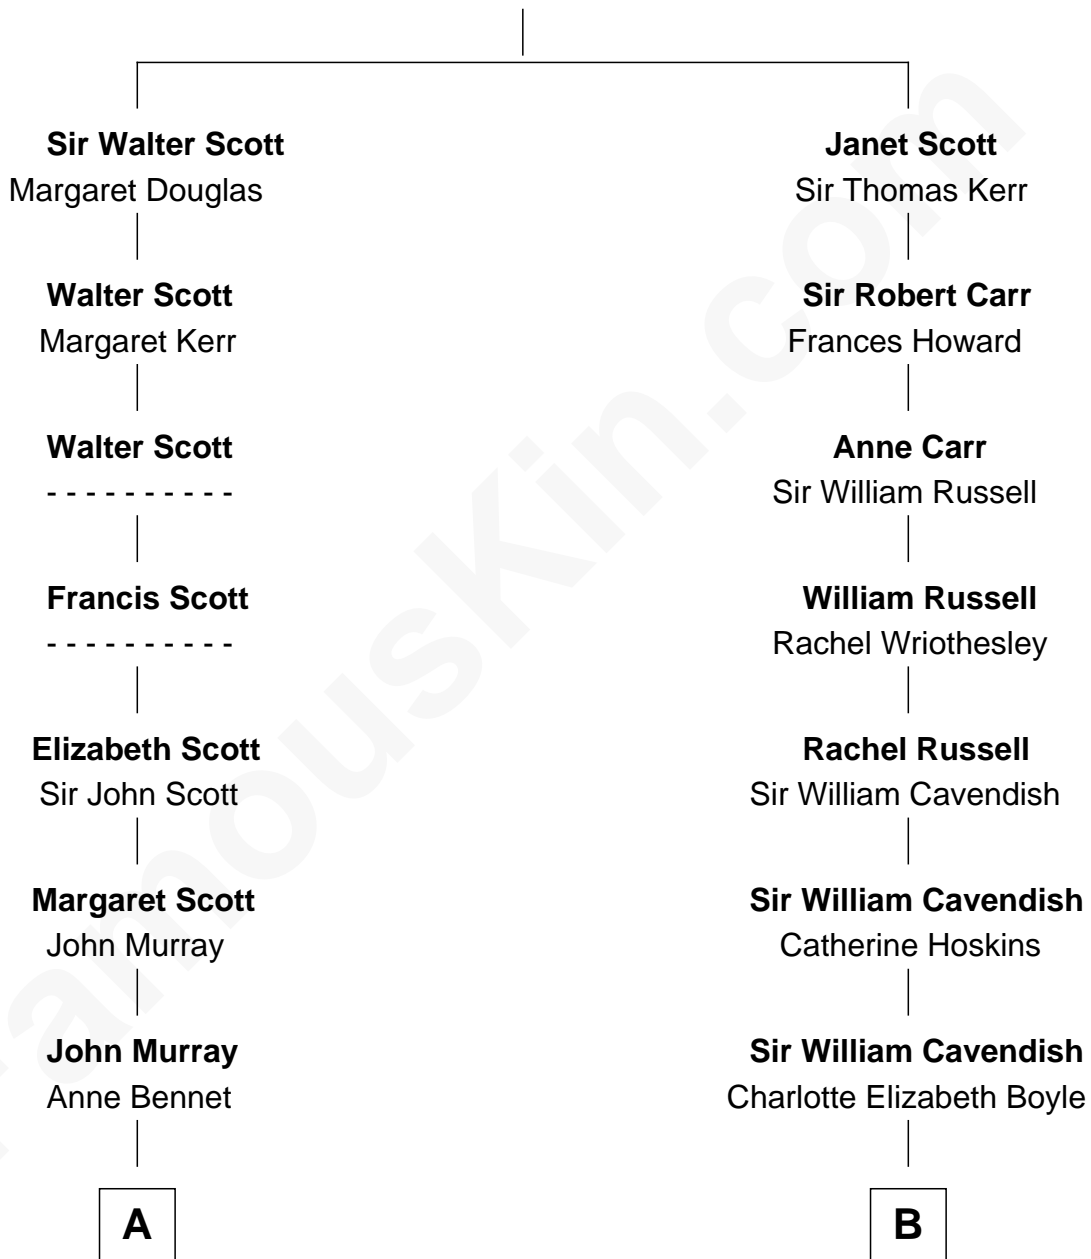 Sir Walter Scott
Margaret Douglas
Janet Scott
Sir Thomas Kerr
Walter Scott
Margaret Kerr
Sir Robert Carr
Frances Howard
Walter Scott
- - - - - - - - - -
Anne Carr
Sir William Russell
Francis Scott
- - - - - - - - - -
William Russell
Rachel Wriothesley
Elizabeth Scott
Sir John Scott
Rachel Russell
Sir William Cavendish
Margaret Scott
John Murray
Sir William Cavendish
Catherine Hoskins
John Murray
Anne Bennet
Sir William Cavendish
Charlotte Elizabeth Boyle
A
B
FamousKin.com